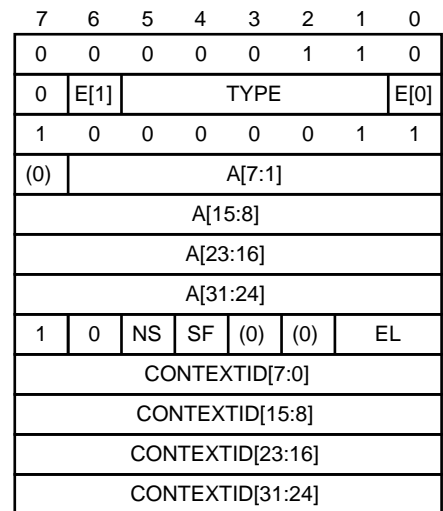 7 6 5 4 3 2 1 0
0 0 0 0 0 1 1 0
0 E[1] TYPE E[0]
1 0 0 0 0 0 1 1
(0) A[7:1]
A[15:8]
A[23:16]
A[31:24]
1 0 NS SF (0) (0) EL
CONTEXTID[7:0]
CONTEXTID[15:8]
CONTEXTID[23:16]
CONTEXTID[31:24]